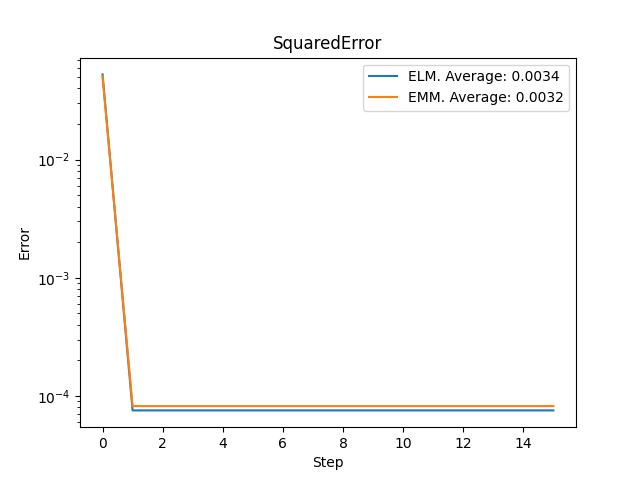 SquaredError
ELM. Average: 0.0034
EMM. Average: 0.0032
10⁻²
10⁻³
10⁻⁴
Error
0 2 4 6 8 10 12 14
Step